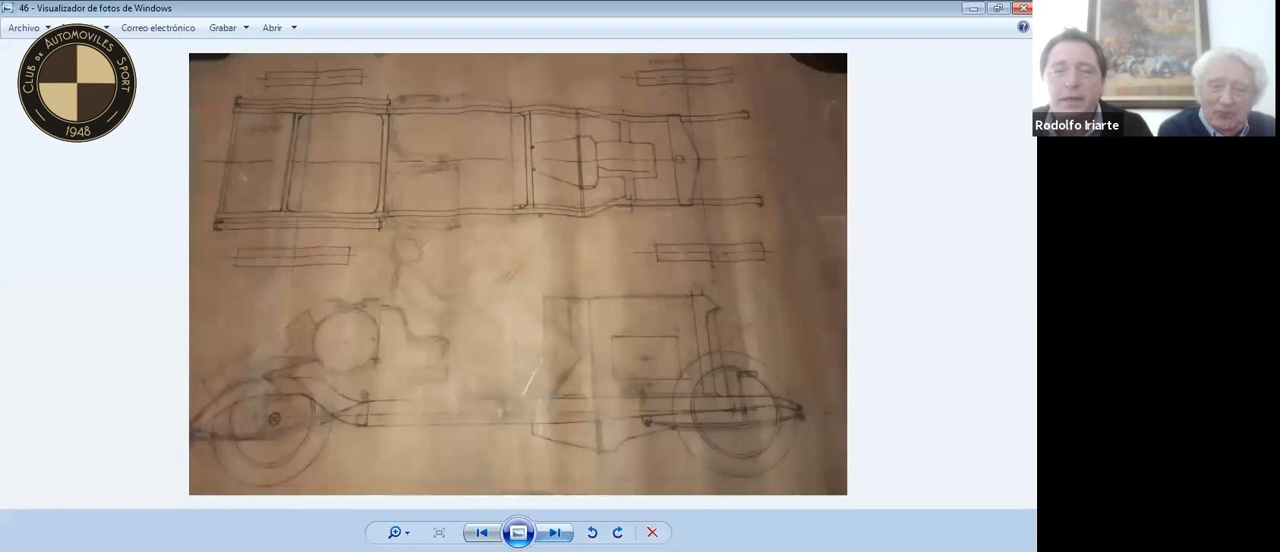 46 - Visualizador de fotos de Windows
Archivo
Correo electrónico
Grabar
Abrir
CLUB DE AUTOMOVILES SPORT
1948
Rodolfo Iriarte